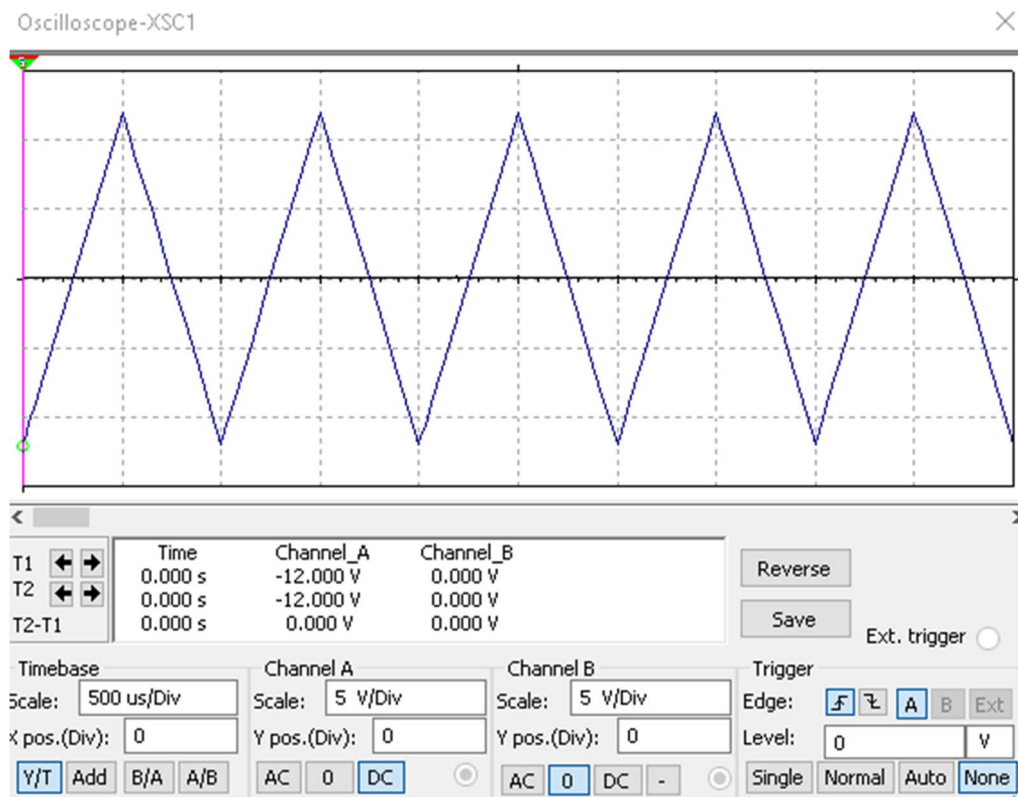 Oscilloscope-XSC1
Time Channel_A Channel_B
T1 0.000 s -12.000 V 0.000 V
T2 0.000 s -12.000 V 0.000 V
T2-T1 0.000 s 0.000 V 0.000 V
Reverse
Save
Ext. trigger
Timebase
Scale: 500 us/Div
X pos.(Div): 0
Y/T Add B/A A/B
Channel A
Scale: 5 V/Div
Y pos.(Div): 0
AC 0 DC
Channel B
Scale: 5 V/Div
Y pos.(Div): 0
AC 0 DC -
Trigger
Edge: A B Ext
Level: 0 V
Single Normal Auto None